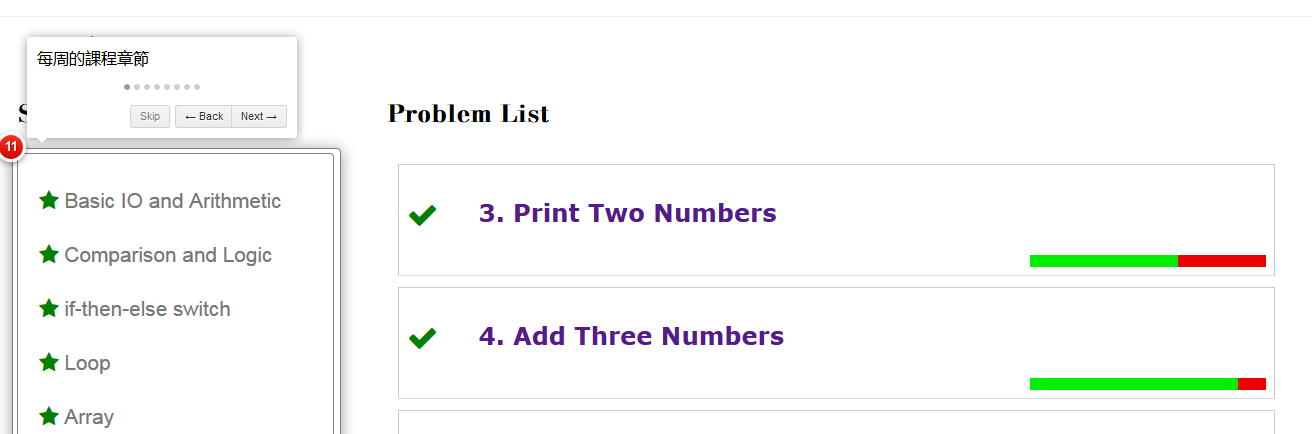 每周的課程章節
Skip
← Back
Next →
11
S
Basic IO and Arithmetic
Comparison and Logic
if-then-else switch
Loop
Array
Problem List
3. Print Two Numbers
4. Add Three Numbers